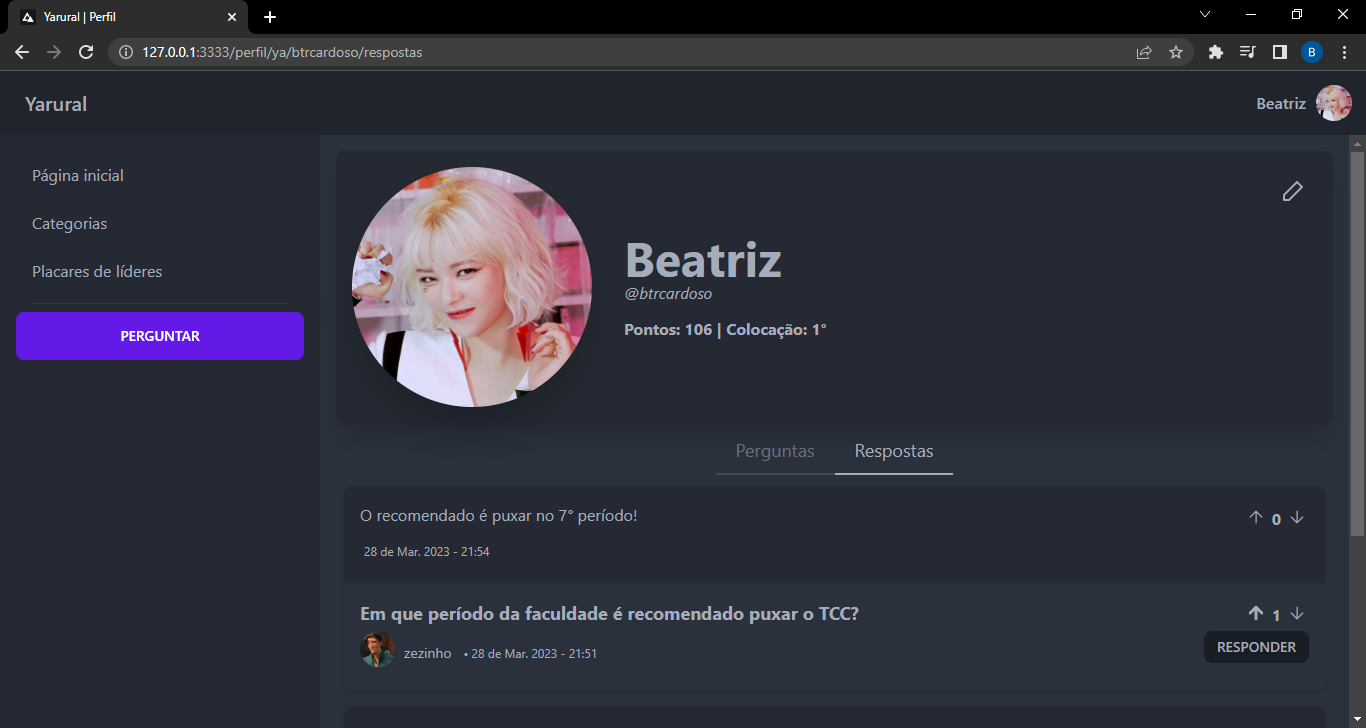 Yarural | Perfil
127.0.0.1:3333/perfil/ya/btrcardoso/respostas
B
Yarural
Beatriz
Página inicial
Categorias
Placares de líderes
PERGUNTAR
Beatriz
@btrcardoso
Pontos: 106 | Colocação: 1°
Perguntas
Respostas
O recomendado é puxar no 7° período!
0
28 de Mar. 2023 - 21:54
Em que período da faculdade é recomendado puxar o TCC?
1
zezinho • 28 de Mar. 2023 - 21:51
RESPONDER